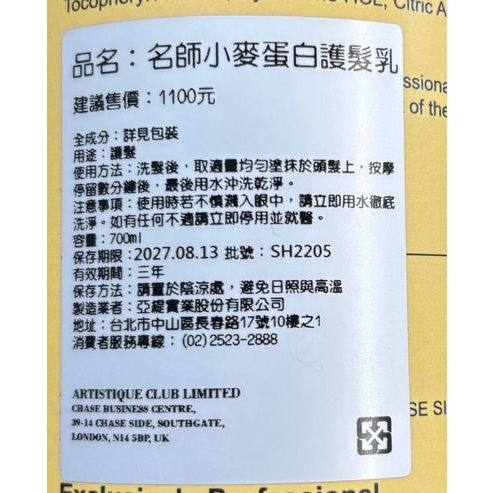 Tocopheryl
HCL, Citric A
品名：名師小麥蛋白護髮乳
建議售價：1100元
全成分：詳見包裝
用途：護髮
使用方法：洗髮後，取適量均勻塗抹於頭髮上，按摩
停留數分鐘後，最後用水沖洗乾淨。
注意事項：使用時若不慎濺入眼中，請立即用水徹底
洗淨。如有任何不適請立即停用並就醫。
容量：700ml
保存期限：2027.08.13 批號：SH2205
有效期間：三年
保存方法：請置於陰涼處，避免日照與高溫
製造業者：亞緹實業股份有限公司
地址：台北市中山區長春路17號10樓之1
消費者服務專線：(02)2523-2888
ARTISTIQUE CLUB LIMITED
CHASE BUSINESS CENTRE,
39-14 CHASE SIDE, SOUTHGATE,
LONDON, N14 5BP, UK
ssiona
of the
SE SI